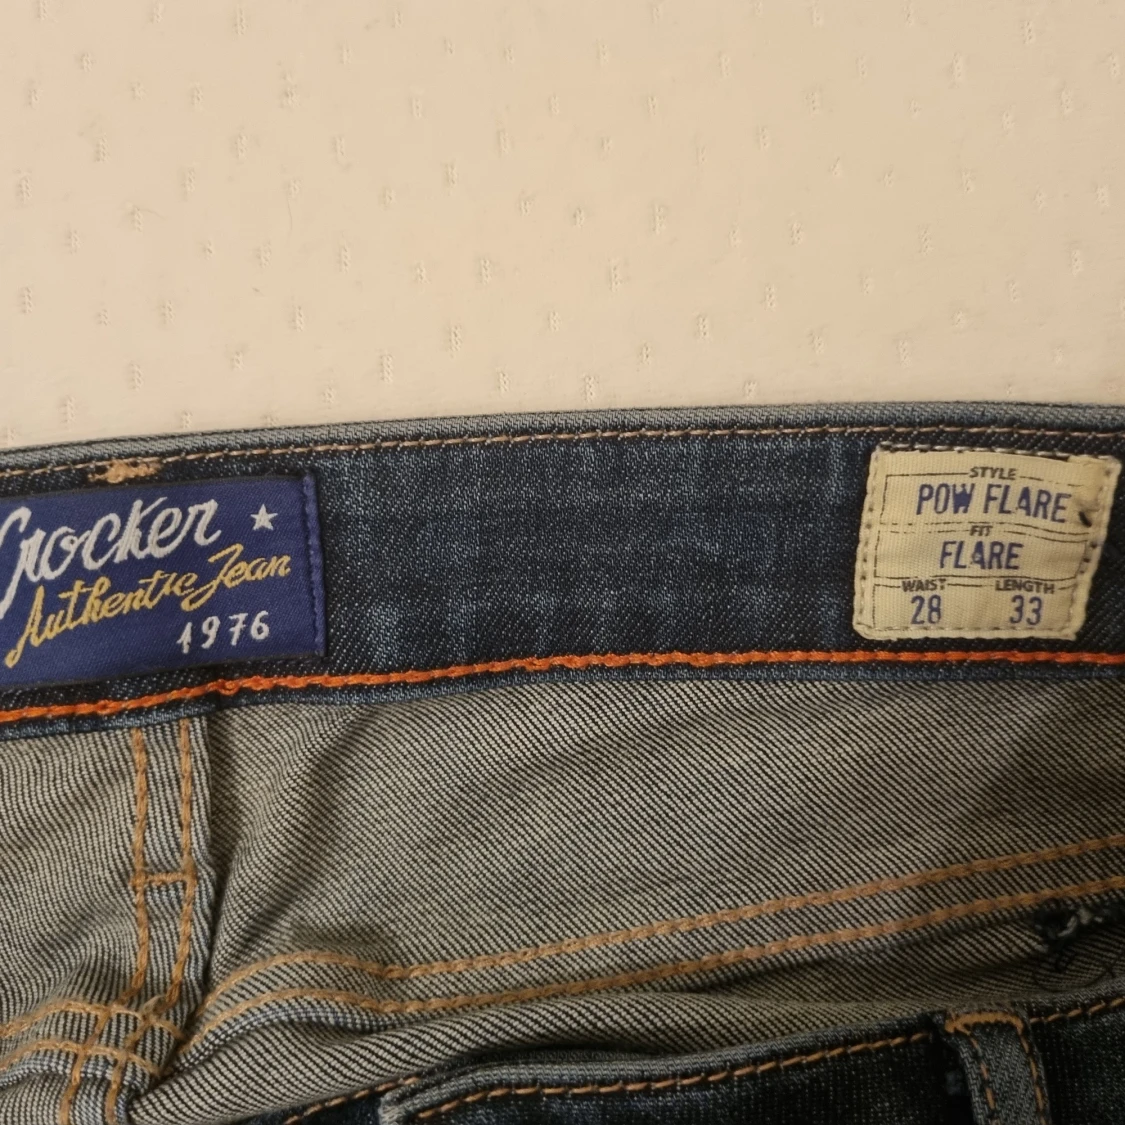 Crocker
Authentic Jean
1976
STYLE
POW FLARE
FIT
FLARE
WAIST LENGTH
28 33